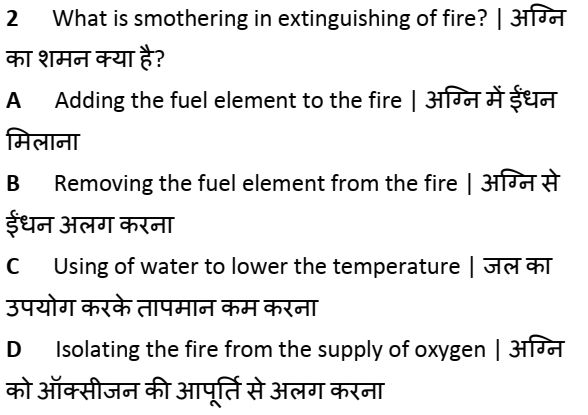 2 What is smothering in extinguishing of fire? | अग्नि
का शमन क्या है?
A Adding the fuel element to the fire | अग्नि में ईंधन
मिलाना
B Removing the fuel element from the fire | अग्नि से
ईंधन अलग करना
C Using of water to lower the temperature | जल का
उपयोग करके तापमान कम करना
D Isolating the fire from the supply of oxygen | अग्नि
को ऑक्सीजन की आपूर्ति से अलग करना